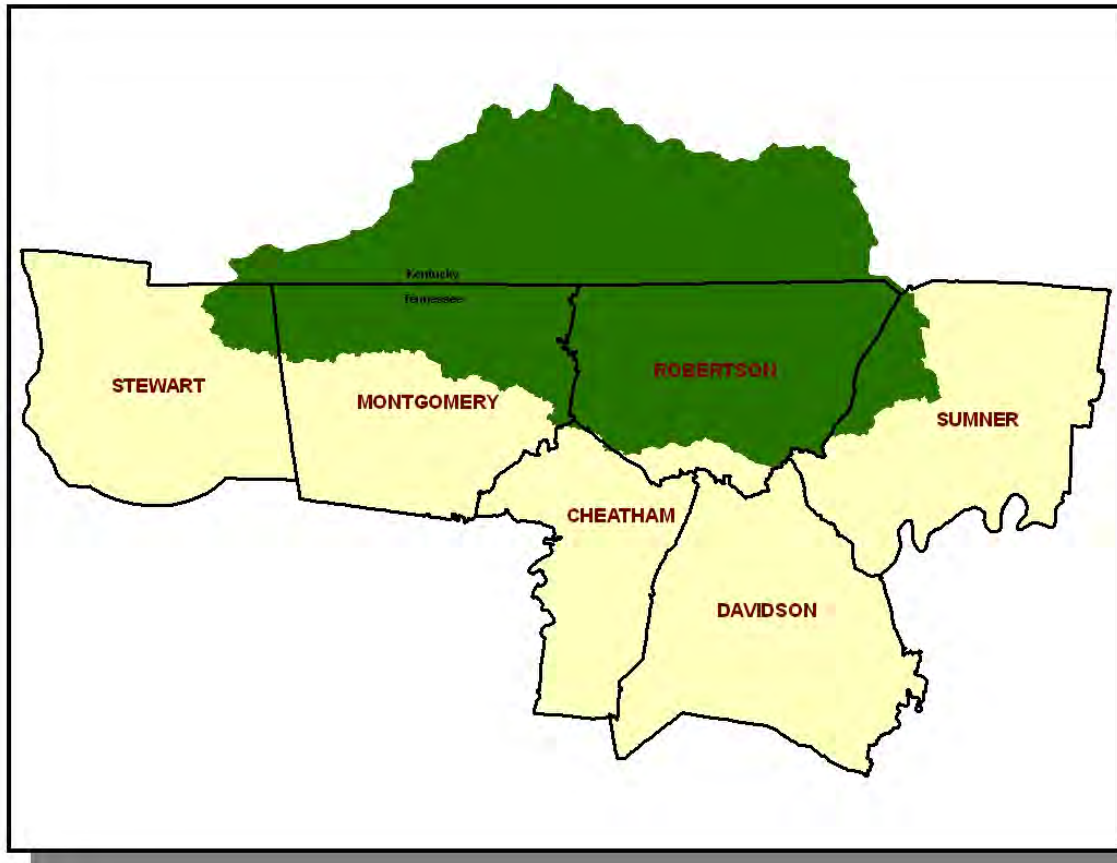 Kentucky
Tennessee
ROBERTSON
STEWART
MONTGOMERY
SUMNER
CHEATHAM
DAVIDSON